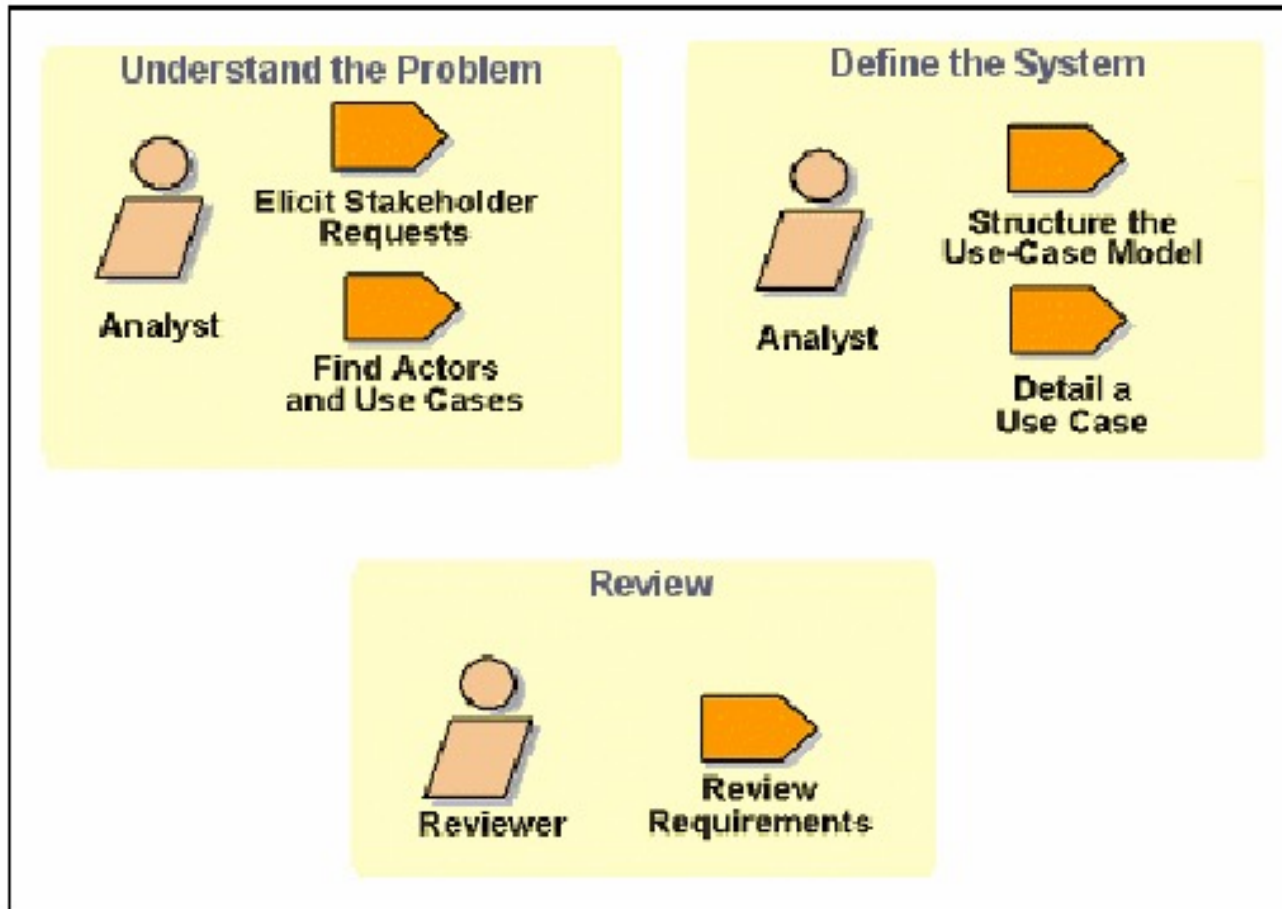 Understand the Problem
Elicit Stakeholder
Requests
Analyst
Find Actors
and Use Cases
Define the System
Structure the
Use-Case Model
Analyst
Detail a
Use Case
Review
Reviewer
Review
Requirements